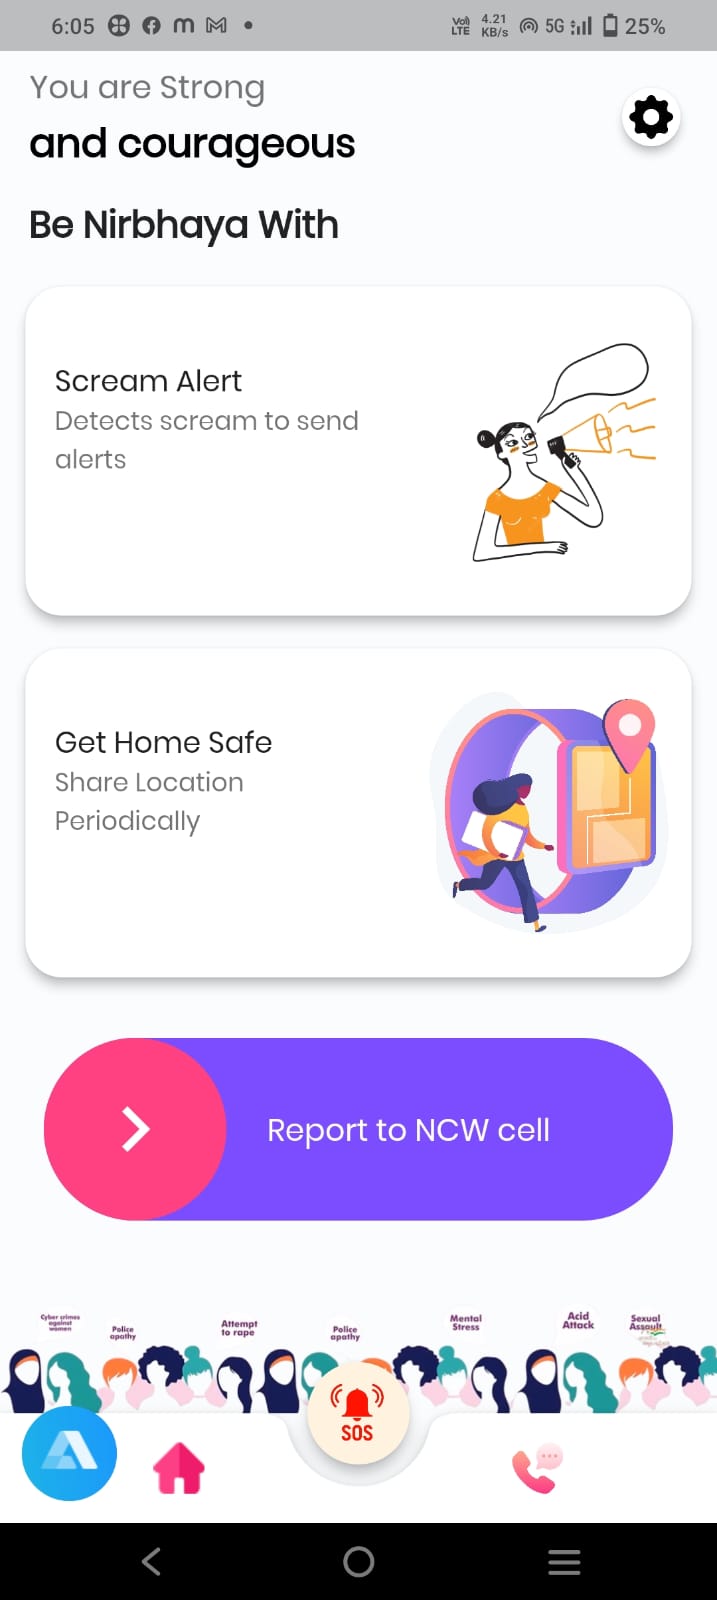 6:05
Vo)
LTE
4.21
KB/s
5G
25%
You are Strong
and courageous
Be Nirbhaya With
Scream Alert
Detects scream to send
alerts
Get Home Safe
Share Location
Periodically
Report to NCW cell
Cyber crimes
against
women
Police
apathy
Attempt
to rape
Police
apathy
Mental
Stress
Acid
Attack
Sexual
Assault
SOS